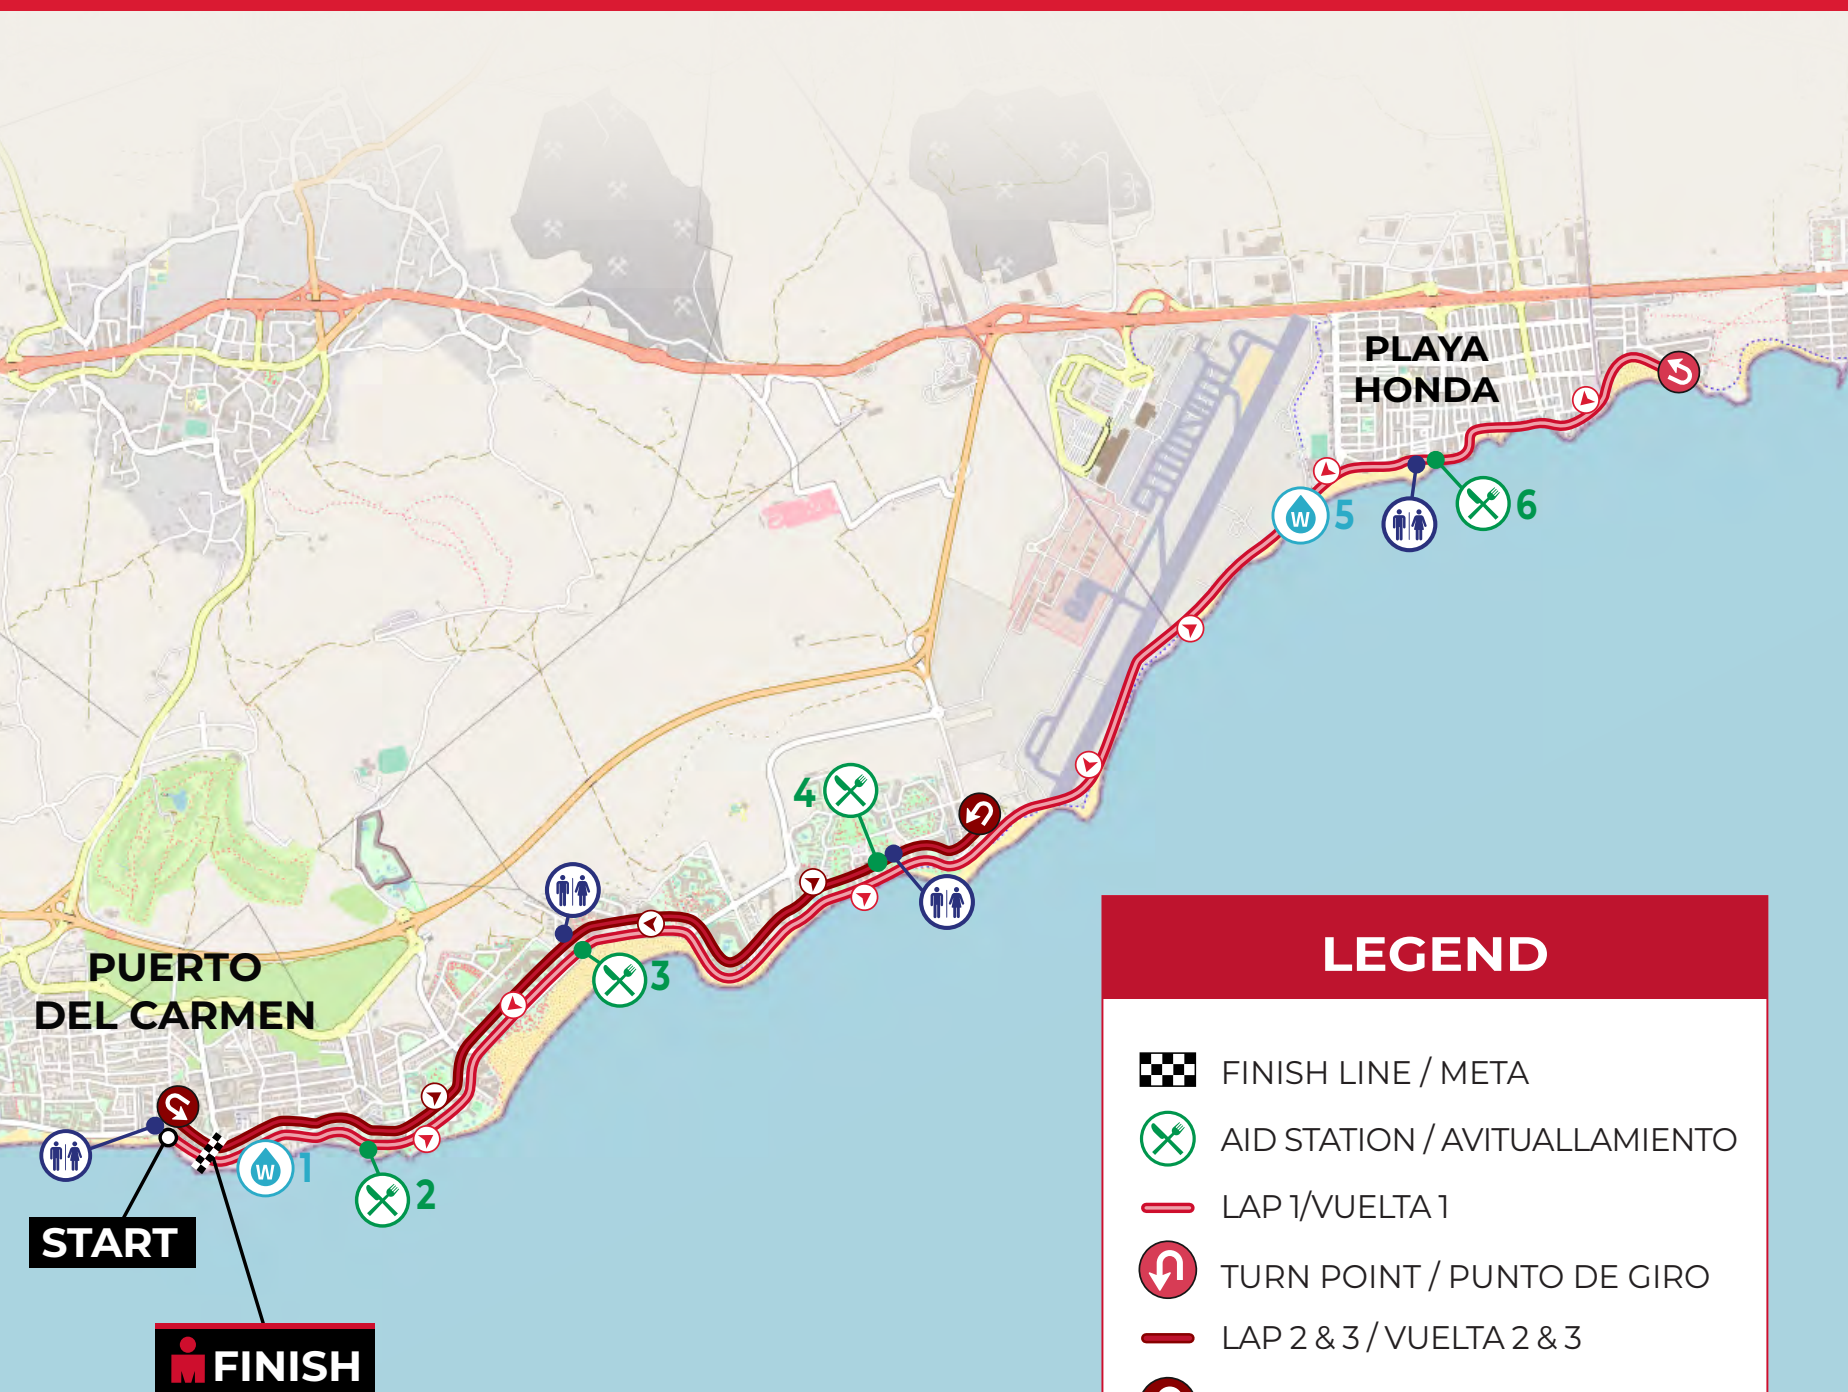 PLAYA
HONDA
W 5
6
4
3
PUERTO
DEL CARMEN
W 1
2
START
FINISH
LEGEND
FINISH LINE / META
AID STATION / AVITUALLAMIENTO
LAP 1/VUELTA 1
TURN POINT / PUNTO DE GIRO
LAP 2 & 3 / VUELTA 2 & 3